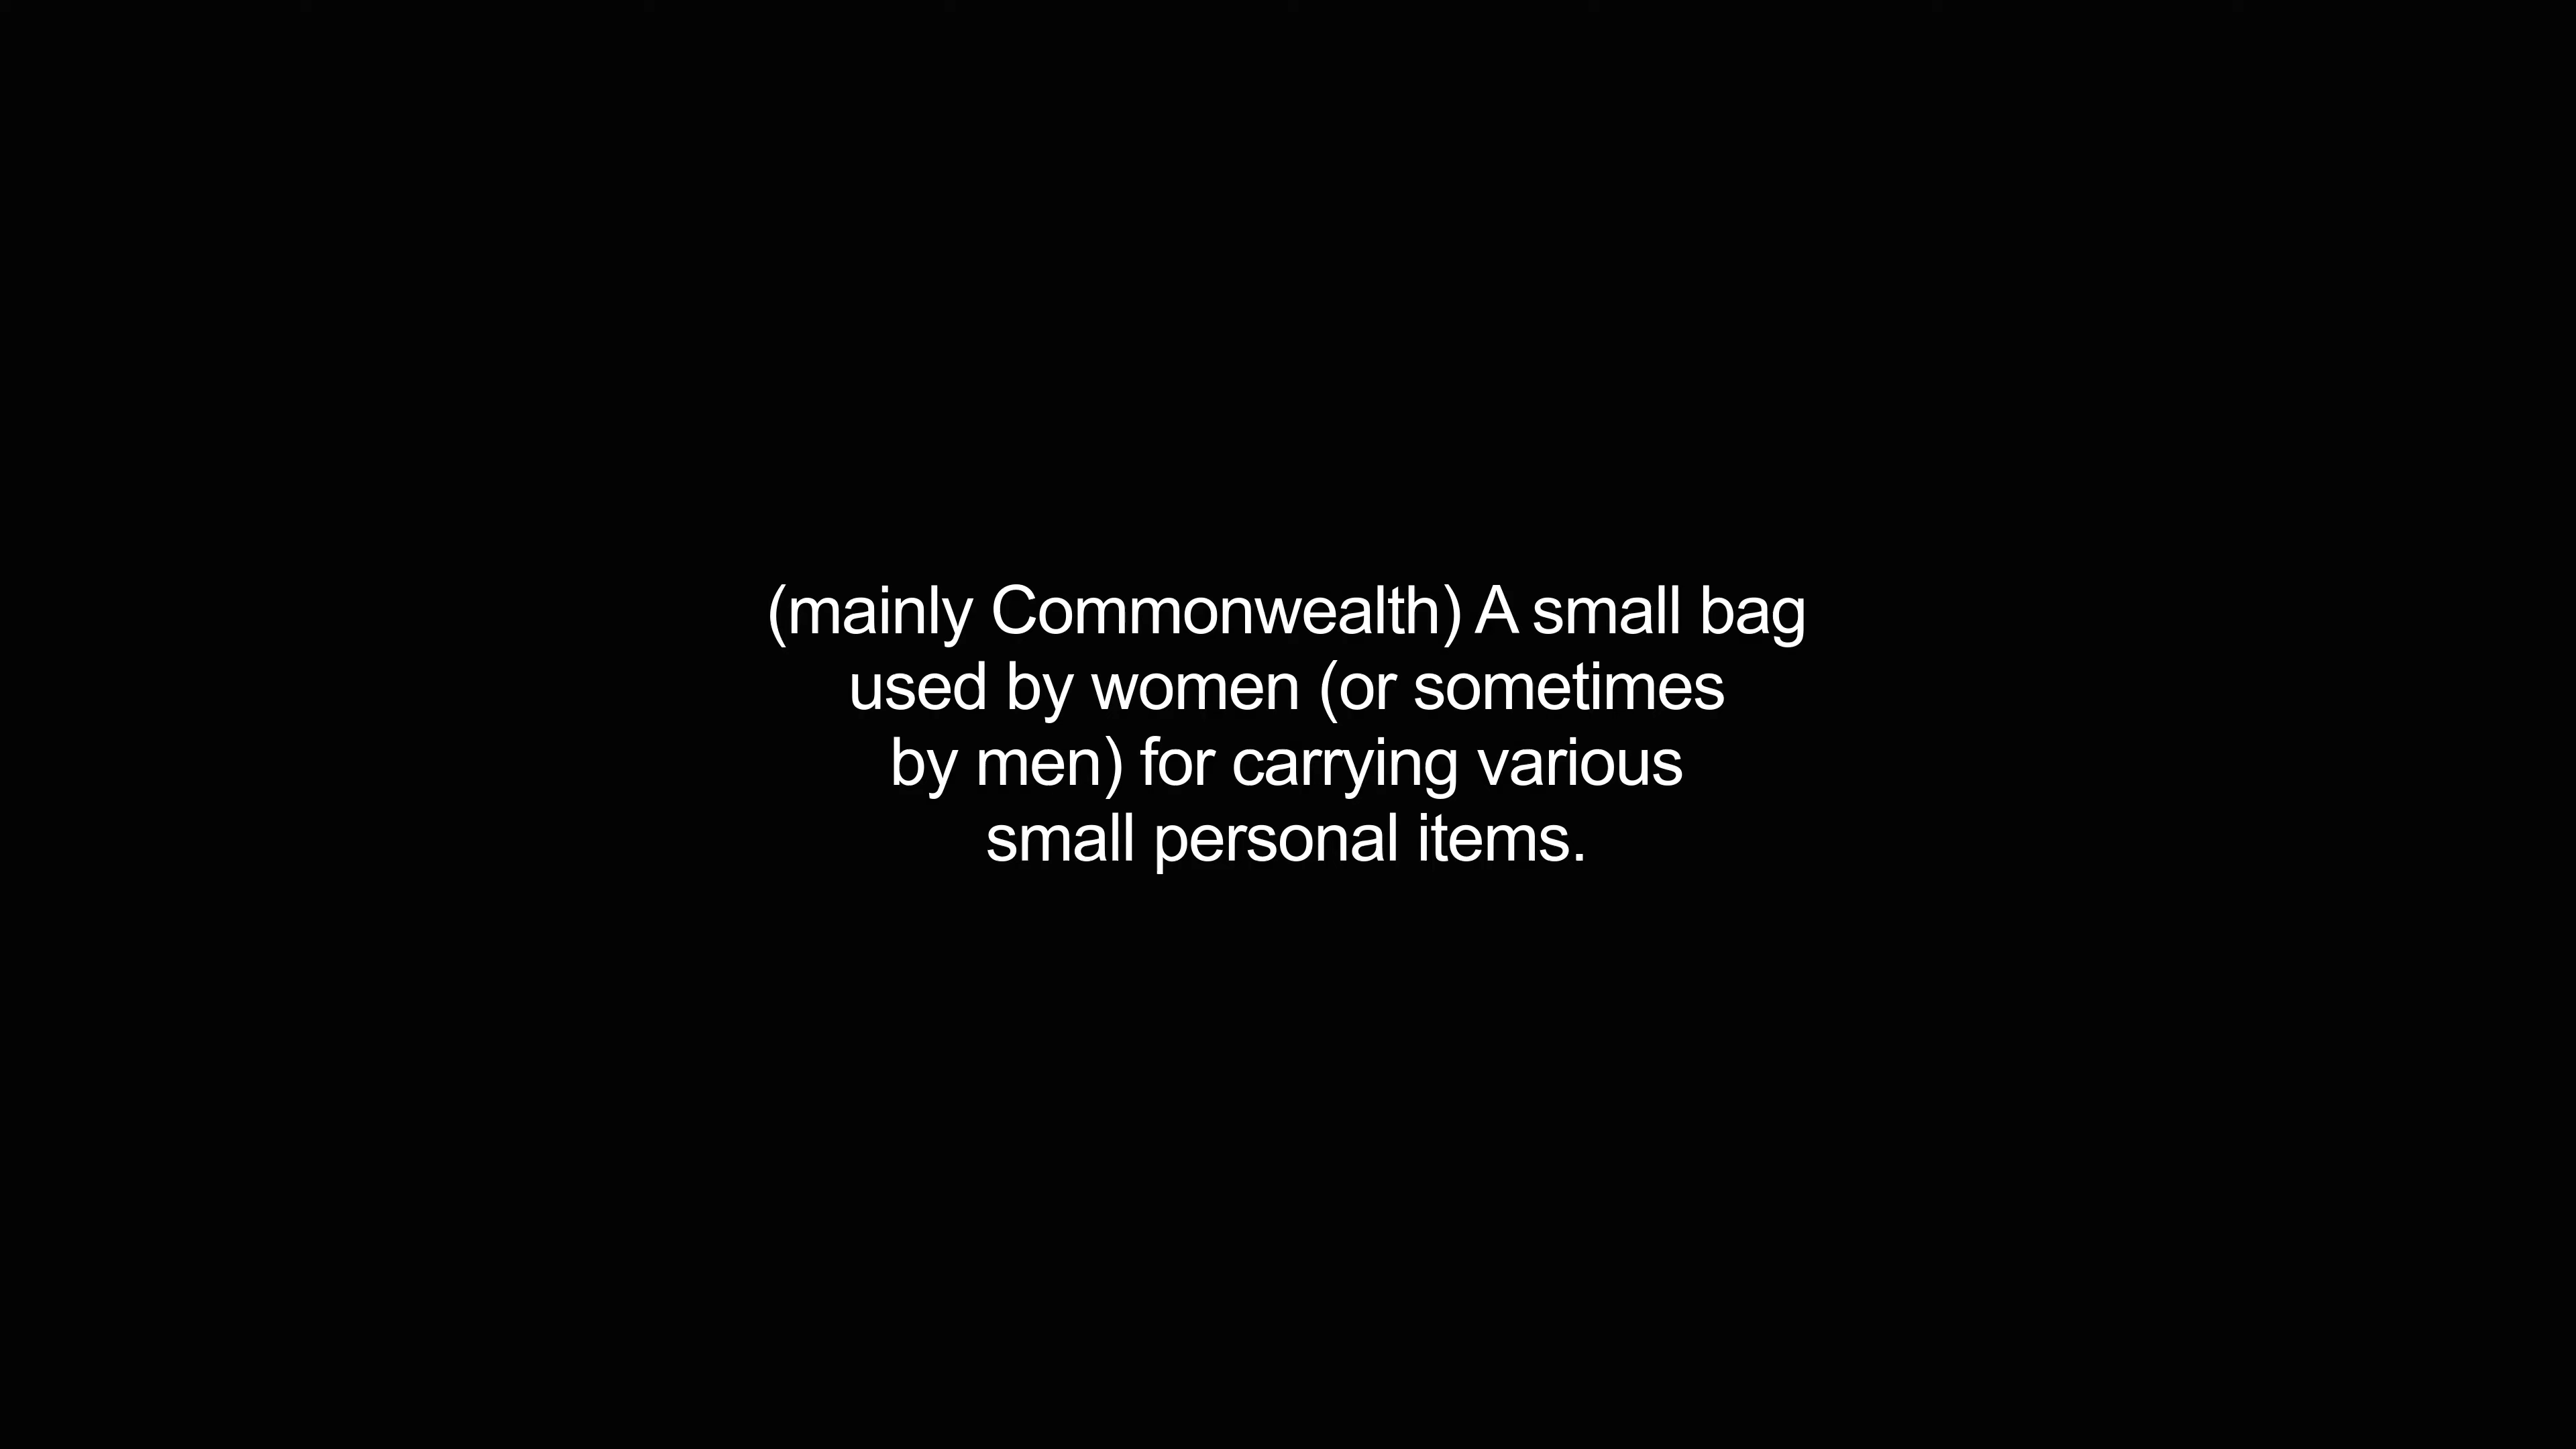 (mainly Commonwealth) A small bag
used by women (or sometimes
by men) for carrying various
small personal items.